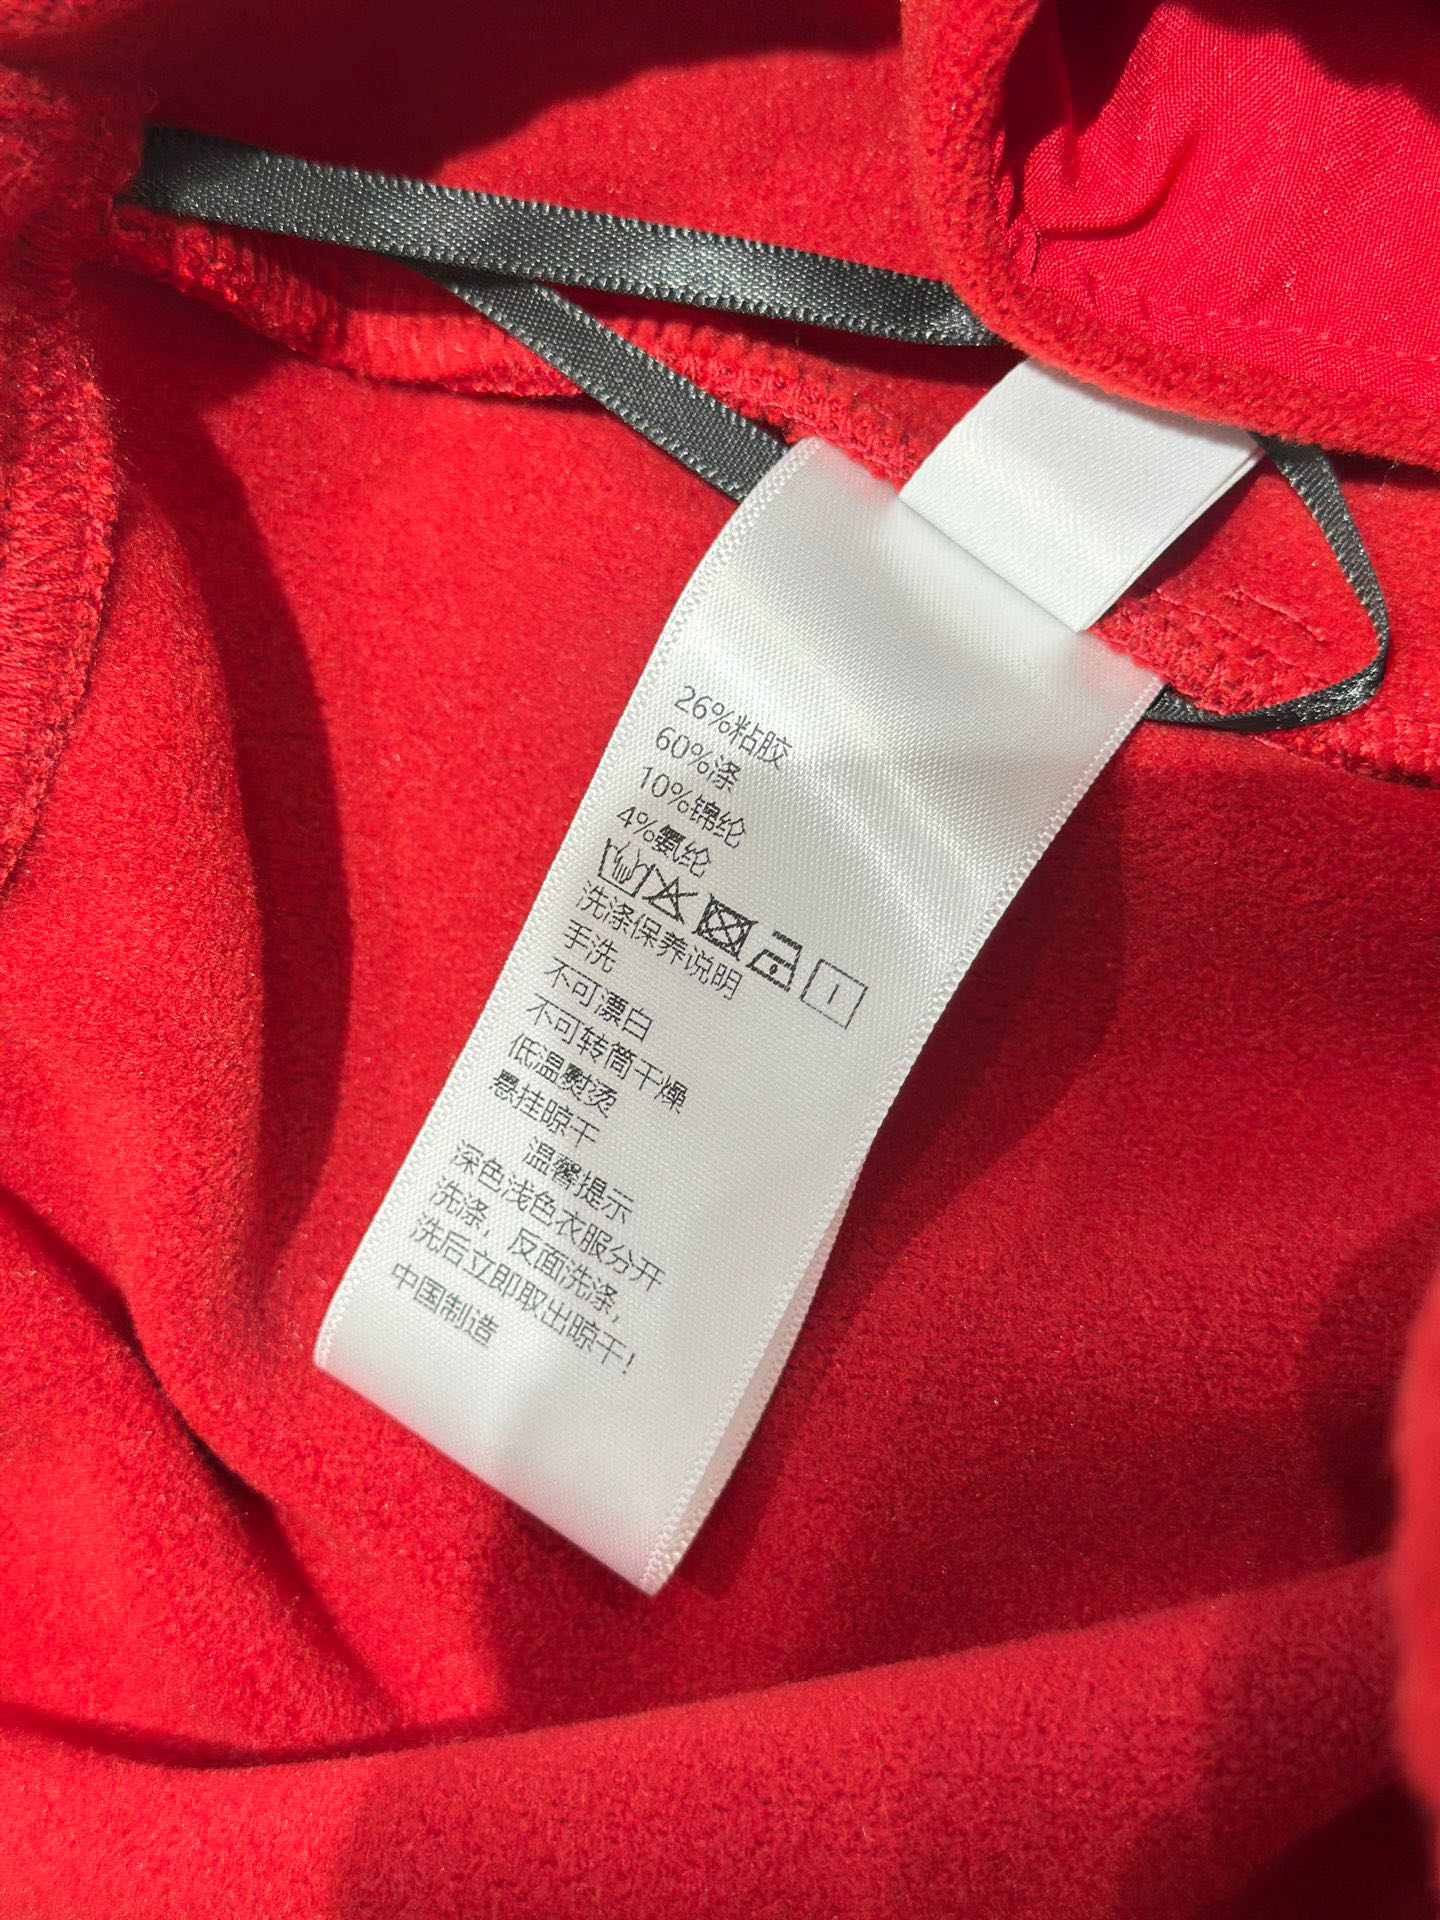 26%粘胶
60%涤
10%锦纶
4%氨纶
洗涤保养说明
手洗
不可漂白
不可转筒干燥
低温熨烫
悬挂晾干
温馨提示
深色浅色衣服分开
洗涤，反面洗涤，
洗后立即取出晾干！
中国制造